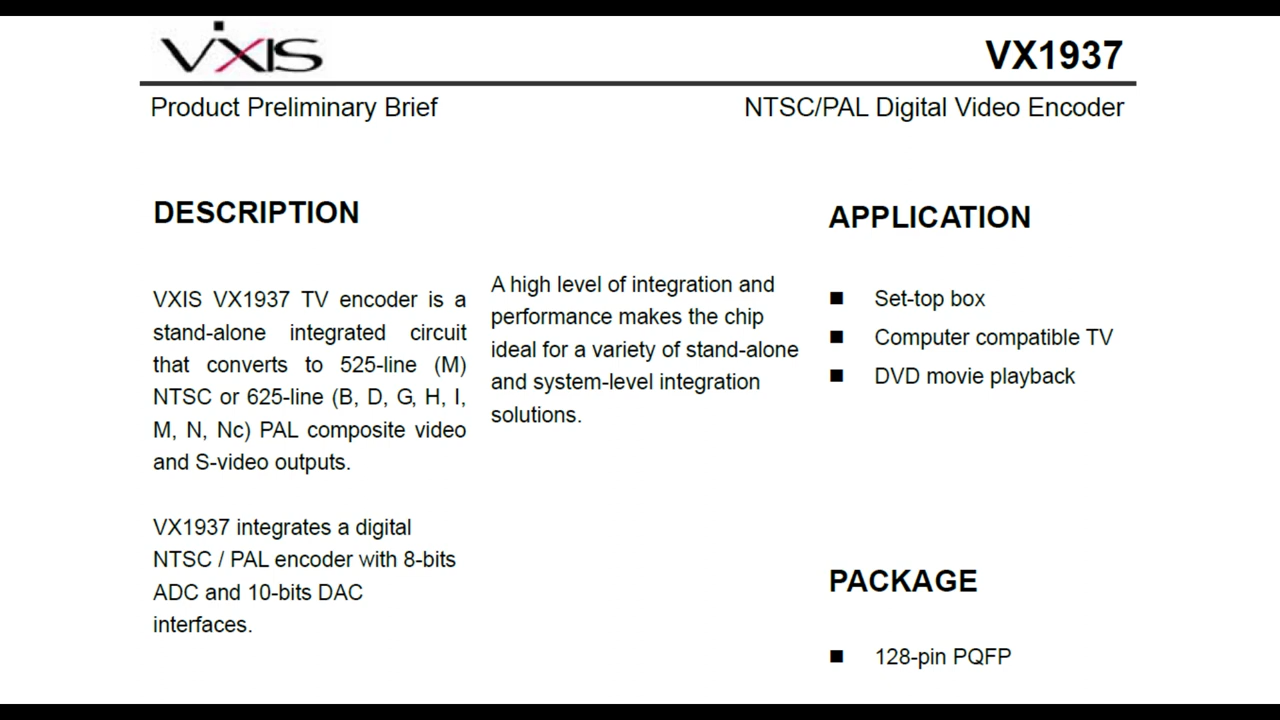 VXIS
VX1937
Product Preliminary Brief
NTSC/PAL Digital Video Encoder
DESCRIPTION
VXIS VX1937 TV encoder is a
stand-alone integrated circuit
that converts to 525-line (M)
NTSC or 625-line (B, D, G, H, I,
M, N, Nc) PAL composite video
and S-video outputs.
VX1937 integrates a digital
NTSC / PAL encoder with 8-bits
ADC and 10-bits DAC
interfaces.
A high level of integration and
performance makes the chip
ideal for a variety of stand-alone
and system-level integration
solutions.
APPLICATION
■ Set-top box
■ Computer compatible TV
■ DVD movie playback
PACKAGE
■ 128-pin PQFP